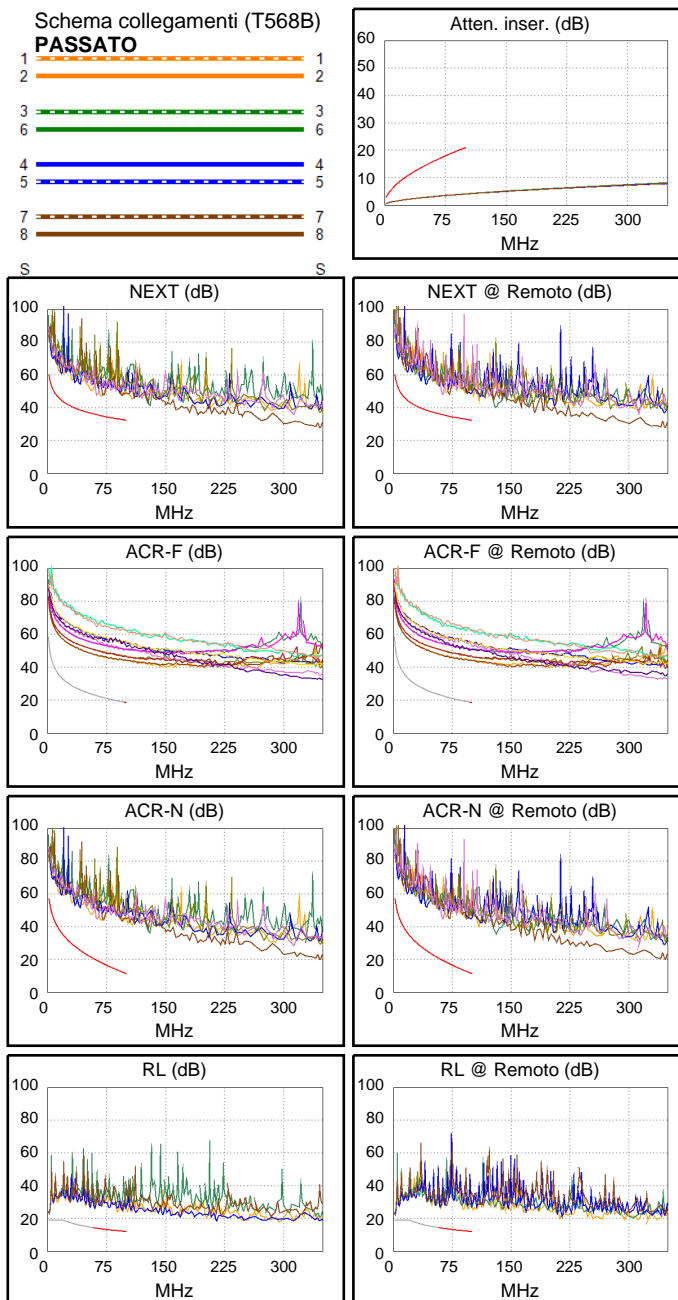 Schema collegamenti (T568B)
PASSATO
1 1
2 2
3 3
6 6
4 4
5 5
7 7
8 8
S S
Atten. inser. (dB)
60
50
40
30
20
10
0
0 75 150 225 300
MHz
NEXT (dB)
100
80
60
40
20
0
0 75 150 225 300
MHz
NEXT @ Remoto (dB)
100
80
60
40
20
0
0 75 150 225 300
MHz
ACR-F (dB)
100
80
60
40
20
0
0 75 150 225 300
MHz
ACR-F @ Remoto (dB)
100
80
60
40
20
0
0 75 150 225 300
MHz
ACR-N (dB)
100
80
60
40
20
0
0 75 150 225 300
MHz
ACR-N @ Remoto (dB)
100
80
60
40
20
0
0 75 150 225 300
MHz
RL (dB)
100
80
60
40
20
0
0 75 150 225 300
MHz
RL @ Remoto (dB)
100
80
60
40
20
0
0 75 150 225 300
MHz